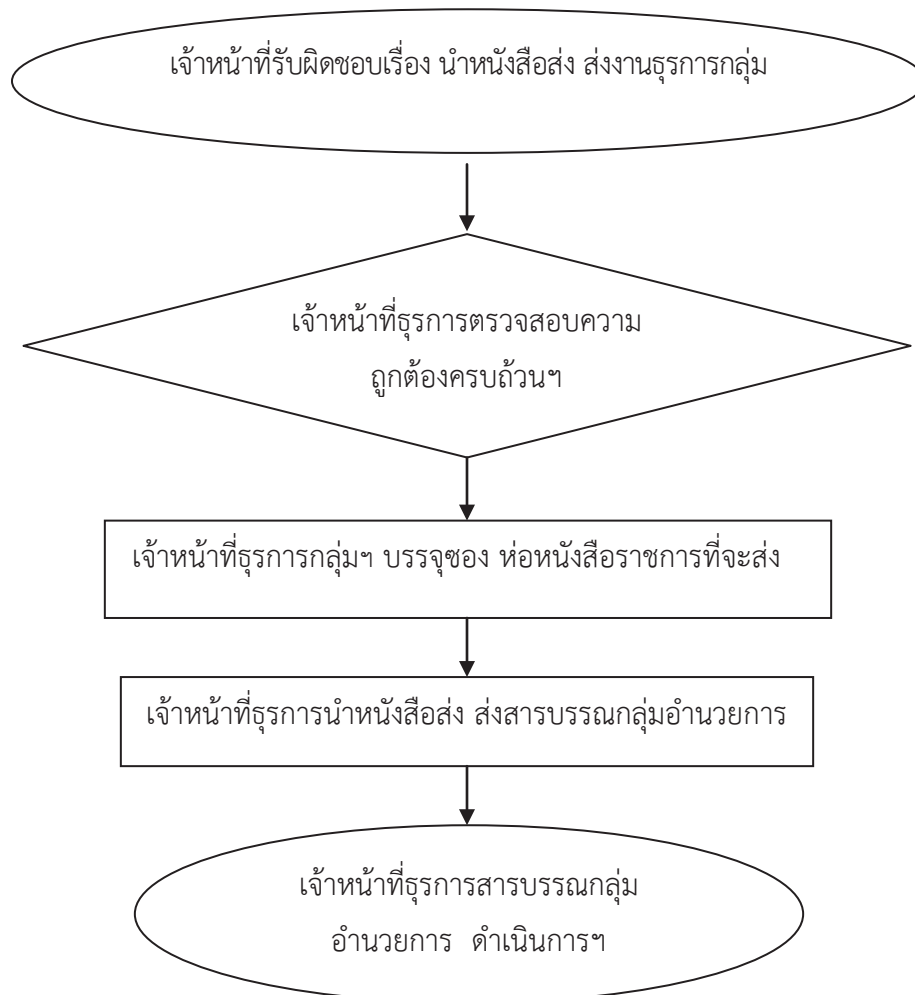 เจ้าหน้าที่รับผิดชอบเรื่อง นำหนังสือส่ง ส่งงานธุรการกลุ่ม
เจ้าหน้าที่ธุรการตรวจสอบความ
ถูกต้องครบถ้วนฯ
เจ้าหน้าที่ธุรการกลุ่มฯ บรรจุซอง ห่อหนังสือราชการที่จะส่ง
เจ้าหน้าที่ธุรการนำหนังสือส่ง ส่งสารบรรณกลุ่มอำนวยการ
เจ้าหน้าที่ธุรการสารบรรณกลุ่ม
อำนวยการ ดำเนินการฯ